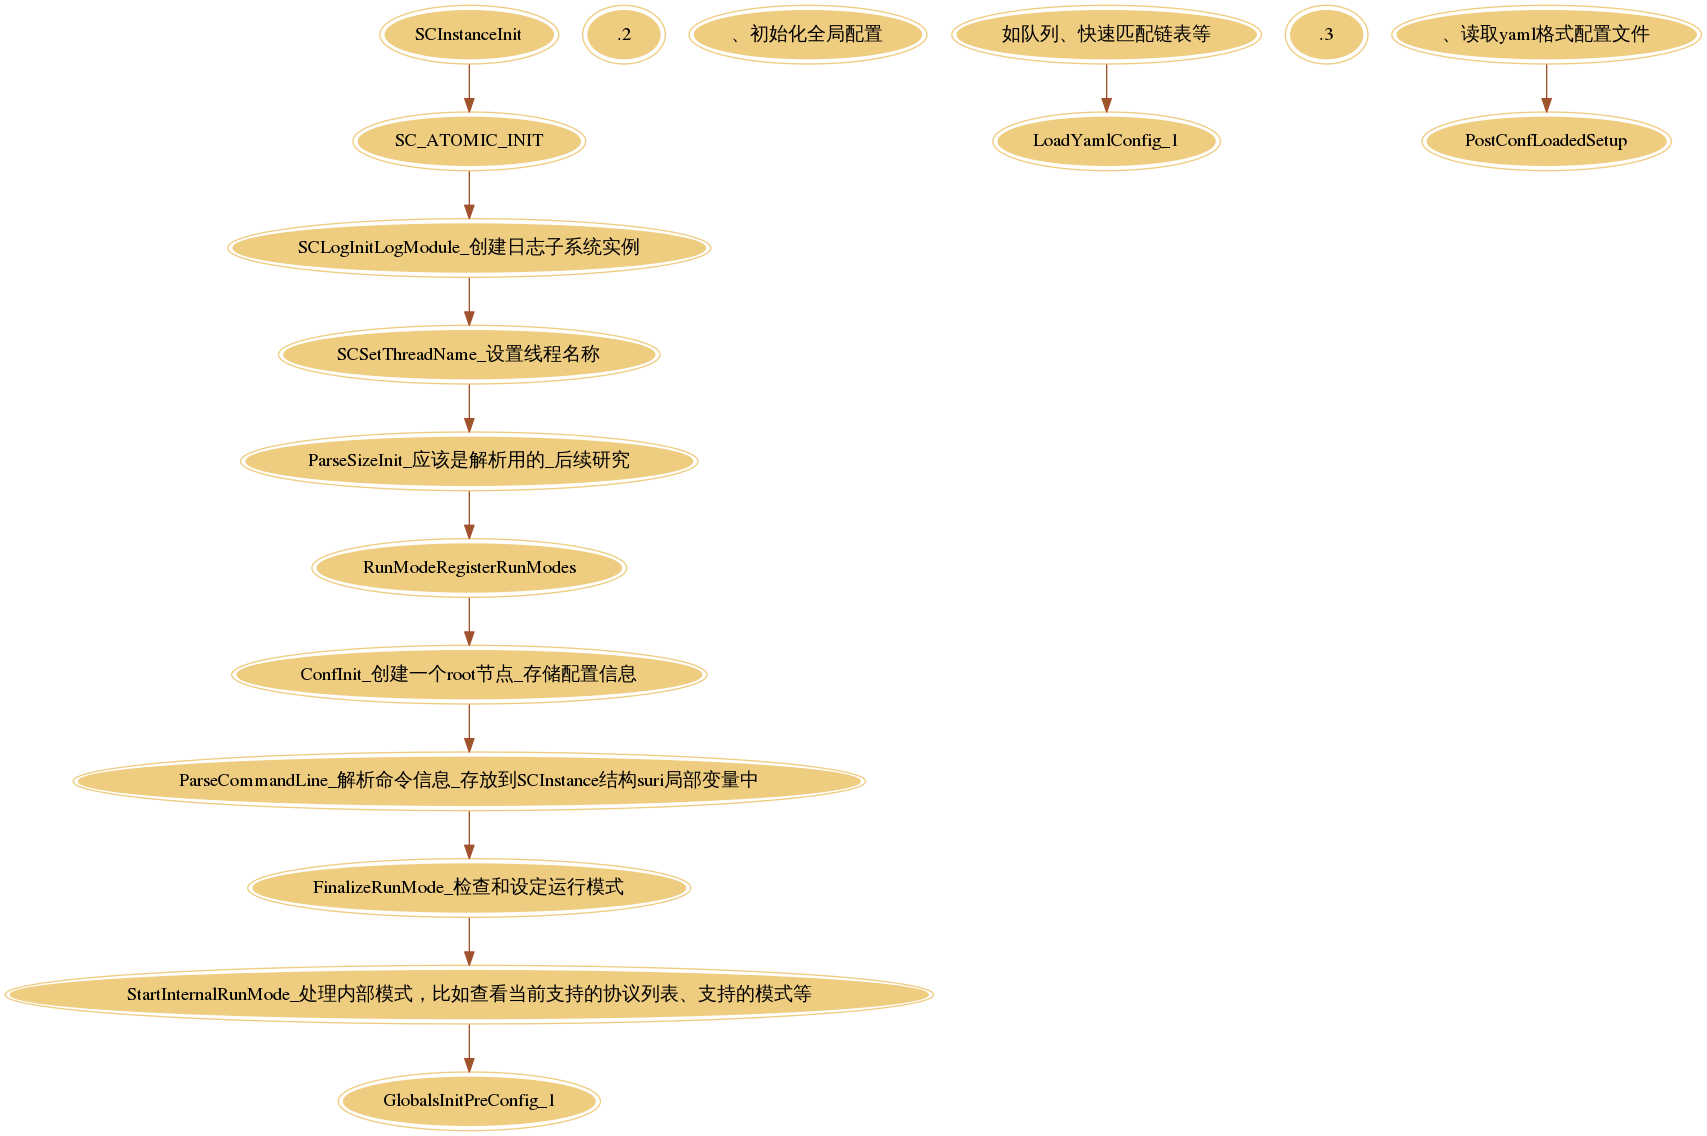 SCInstanceInit
.2
、初始化全局配置
如队列、快速匹配链表等
.3
、读取yaml格式配置文件
SC_ATOMIC_INIT
LoadYamlConfig_1
PostConfLoadedSetup
SCLogInitLogModule_创建日志子系统实例
SCSetThreadName_设置线程名称
ParseSizeInit_应该是解析用的_后续研究
RunModeRegisterRunModes
ConfInit_创建一个root节点_存储配置信息
ParseCommandLine_解析命令信息_存放到SCInstance结构suri局部变量中
FinalizeRunMode_检查和设定运行模式
StartInternalRunMode_处理内部模式，比如查看当前支持的协议列表、支持的模式等
GlobalsInitPreConfig_1